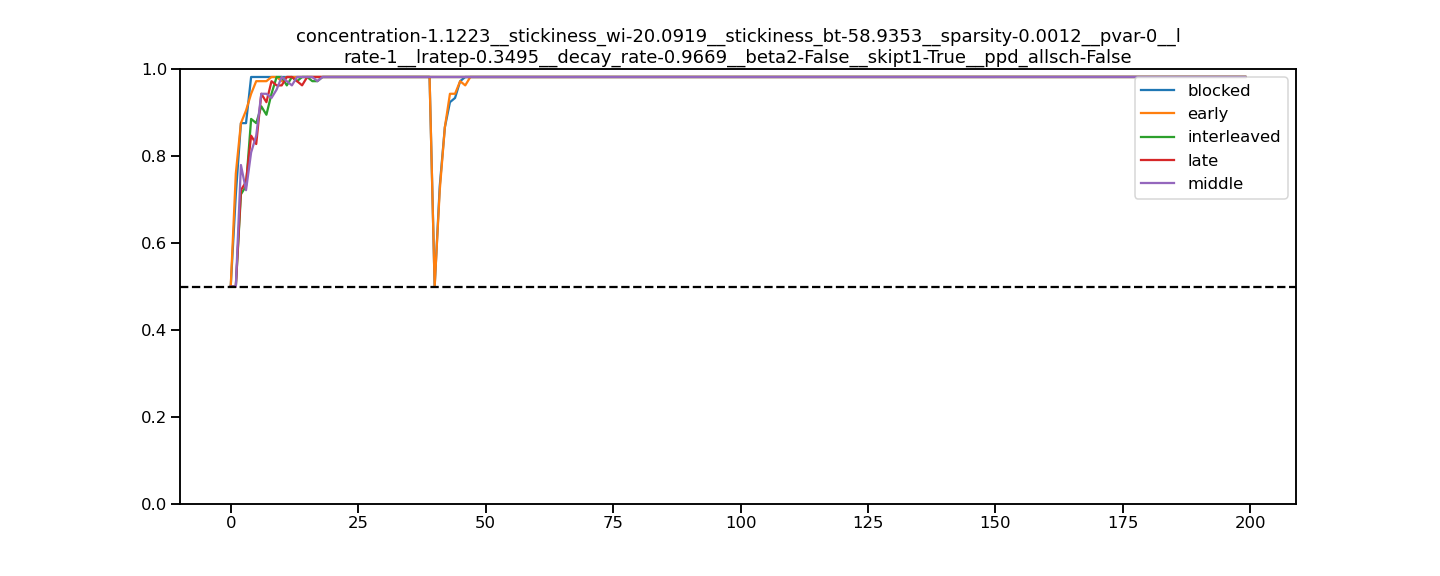 concentration-1.1223__stickiness_wi-20.0919__stickiness_bt-58.9353__sparsity-0.0012__pvar-0__l
rate-1__lratep-0.3495__decay_rate-0.9669__beta2-False__skipt1-True__ppd_allsch-False
1.0
0.8
0.6
0.4
0.2
0.0
blocked
early
interleaved
late
middle
0 25 50 75 100 125 150 175 200